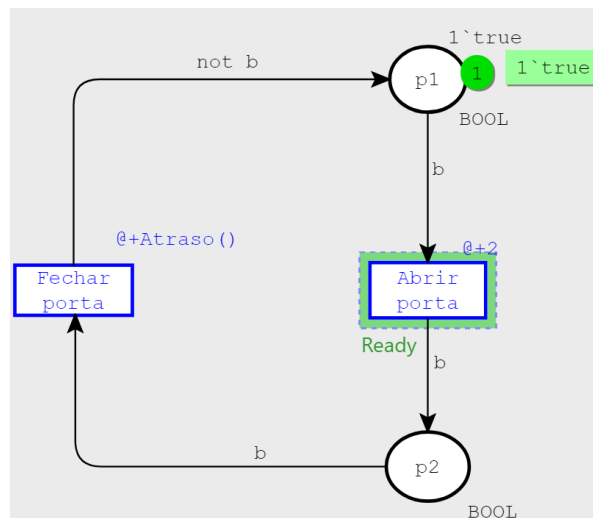 1`true
not b
p1
1
1`true
BOOL
b
@+Atraso()
@+2
Fechar
porta
Abrir
porta
Ready
b
b
p2
BOOL